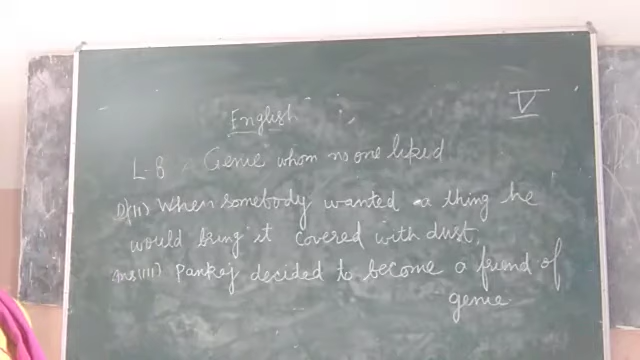 English :-
V
L-8 Genie whom no one liked
(ii) When somebody wanted a thing he
would bring it covered with dust.
Ans(iii) Pankaj decided to become a friend of
genie.